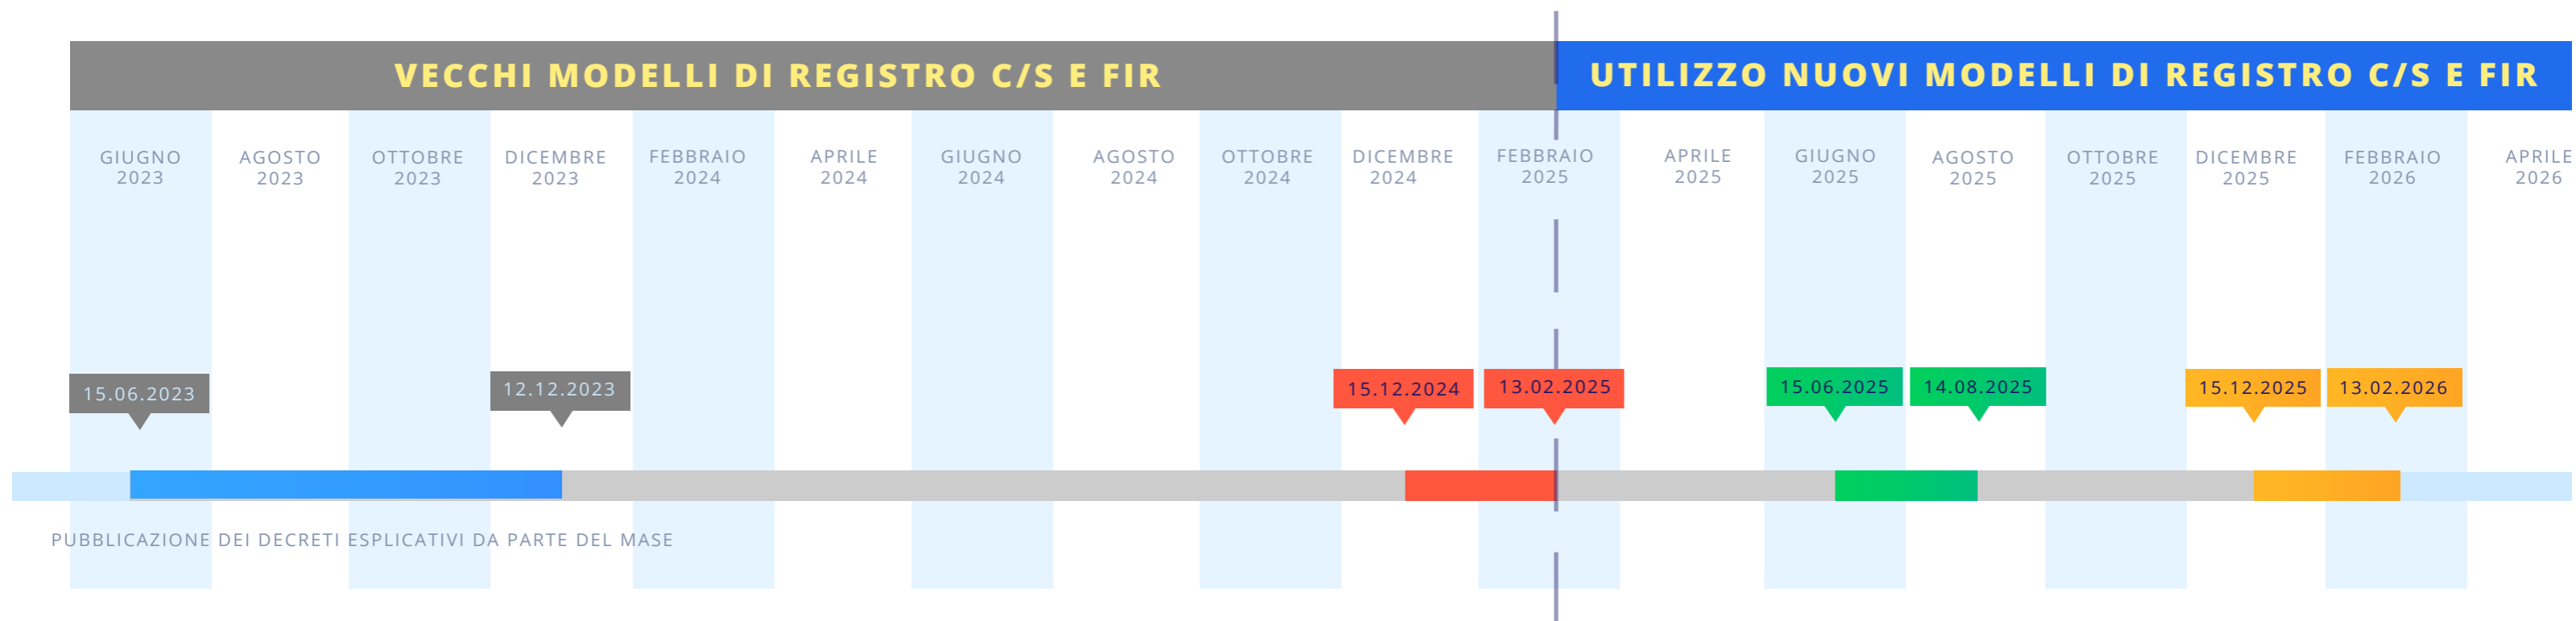 VECCHI MODELLI DI REGISTRO C/S E FIR
UTILIZZO NUOVI MODELLI DI REGISTRO C/S E FIR
GIUGNO
2023
AGOSTO
2023
OTTOBRE
2023
DICEMBRE
2023
FEBBRAIO
2024
APRILE
2024
GIUGNO
2024
AGOSTO
2024
OTTOBRE
2024
DICEMBRE
2024
FEBBRAIO
2025
APRILE
2025
GIUGNO
2025
AGOSTO
2025
OTTOBRE
2025
DICEMBRE
2025
FEBBRAIO
2026
APRILE
2026
15.06.2023
12.12.2023
15.12.2024
13.02.2025
15.06.2025
14.08.2025
15.12.2025
13.02.2026
PUBBLICAZIONE DEI DECRETI ESPLICATIVI DA PARTE DEL MASE